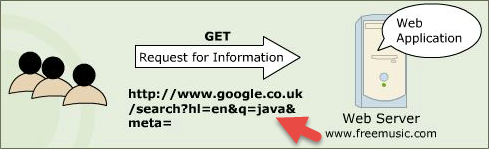 GET
Request for Information
http://www.google.co.uk
/search?hl=en&q=java&
meta=
Web
Application
Web Server
www.freemusic.com